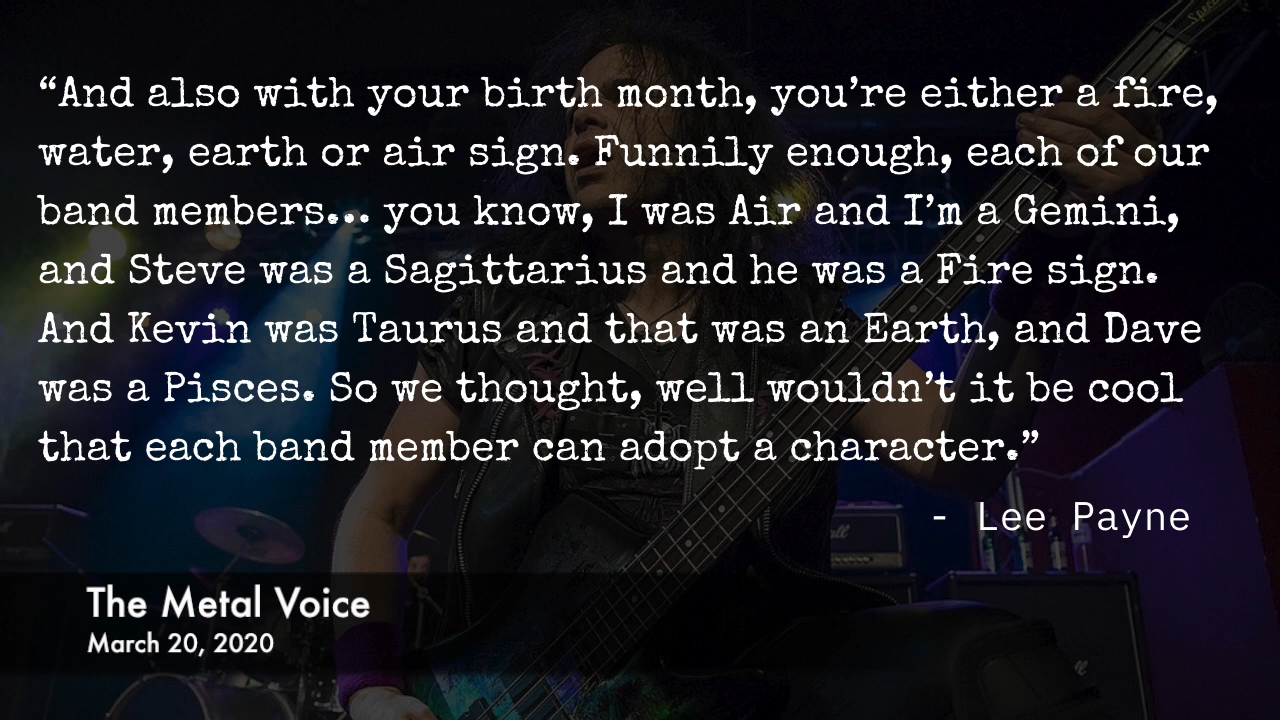 “And also with your birth month, you’re either a fire,
water, earth or air sign. Funnily enough, each of our
band members... you know, I was Air and I’m a Gemini,
and Steve was a Sagittarius and he was a Fire sign.
And Kevin was Taurus and that was an Earth, and Dave
was a Pisces. So we thought, well wouldn’t it be cool
that each band member can adopt a character.”
- Lee Payne
The Metal Voice
March 20, 2020